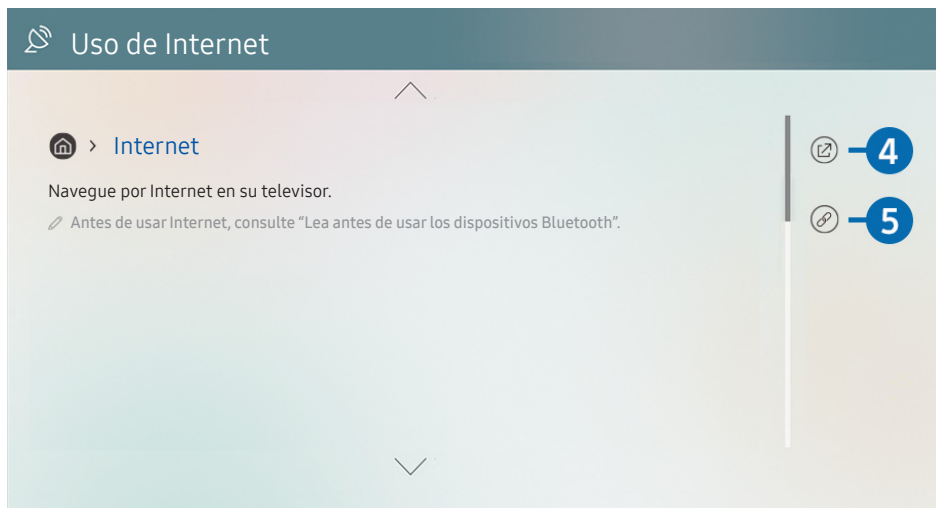 Uso de Internet
> Internet
4
Navegue por Internet en su televisor.
Antes de usar Internet, consulte “Lea antes de usar los dispositivos Bluetooth”.
5